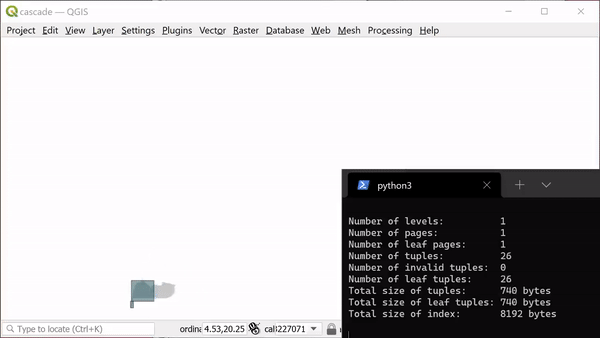 cascade — QGIS
Project Edit View Layer Settings Plugins Vector Raster Database Web Mesh Processing Help
python3
Number of levels: 1
Number of pages: 1
Number of leaf pages: 1
Number of tuples: 26
Number of invalid tuples: 0
Number of leaf tuples: 26
Total size of tuples: 740 bytes
Total size of leaf tuples: 740 bytes
Total size of index: 8192 bytes
Type to locate (Ctrl+K) ordina 4.53,20.25 227071